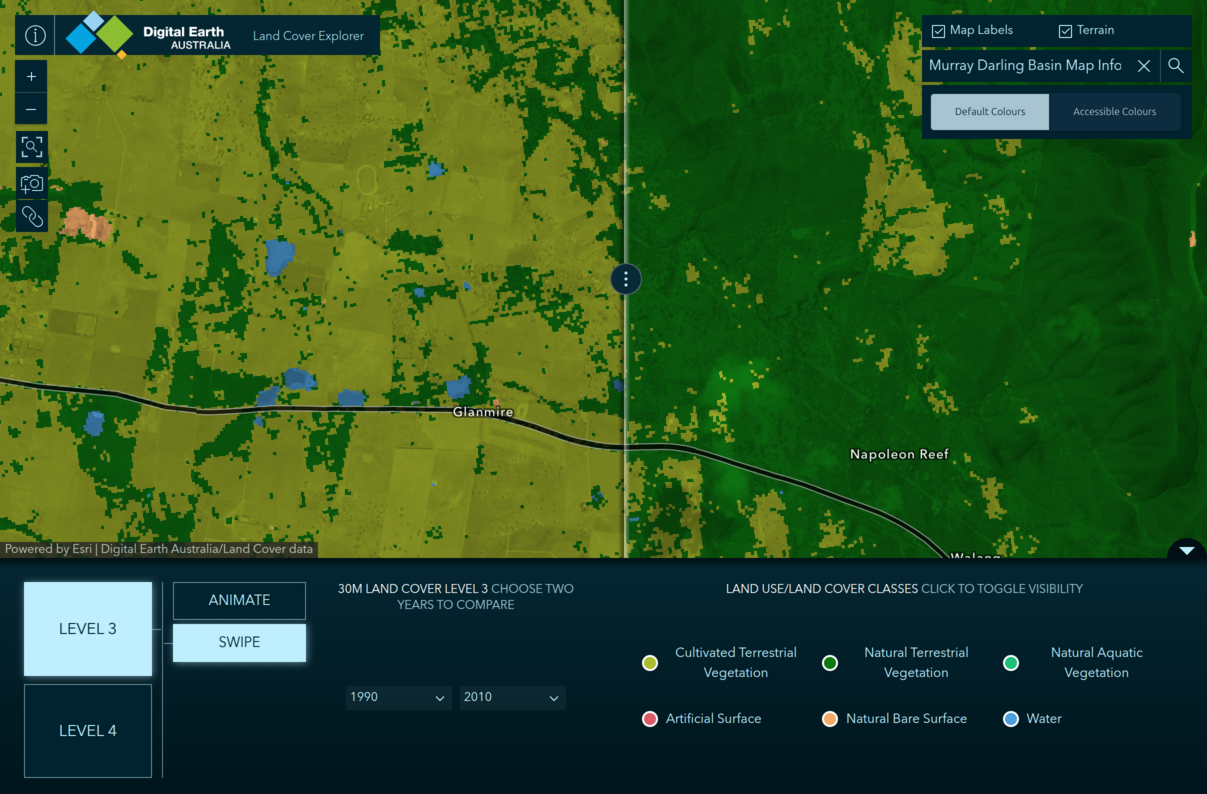 Digital Earth
AUSTRALIA
Land Cover Explorer
Map Labels
Terrain
Murray Darling Basin Map Info
Default Colours
Accessible Colours
Glanmire
Napoleon Reef
Walang
Powered by Esri | Digital Earth Australia/Land Cover data
LEVEL 3
LEVEL 4
ANIMATE
SWIPE
30M LAND COVER LEVEL 3 CHOOSE TWO
YEARS TO COMPARE
1990
2010
LAND USE/LAND COVER CLASSES CLICK TO TOGGLE VISIBILITY
Cultivated Terrestrial
Vegetation
Natural Terrestrial
Vegetation
Natural Aquatic
Vegetation
Artificial Surface
Natural Bare Surface
Water